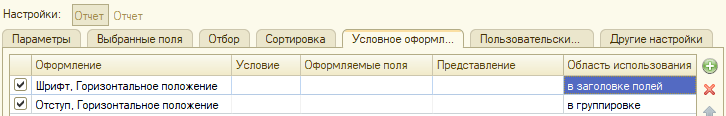 Настройки: Отчет Отчет
Параметры Выбранные поля Отбор Сортировка Условное оформл... Пользовательски... Другие настройки
Оформление Условие Оформляемые поля Представление Область использования
Шрифт, Горизонтальное положение в заголовке полей
Отступ, Горизонтальное положение в группировке